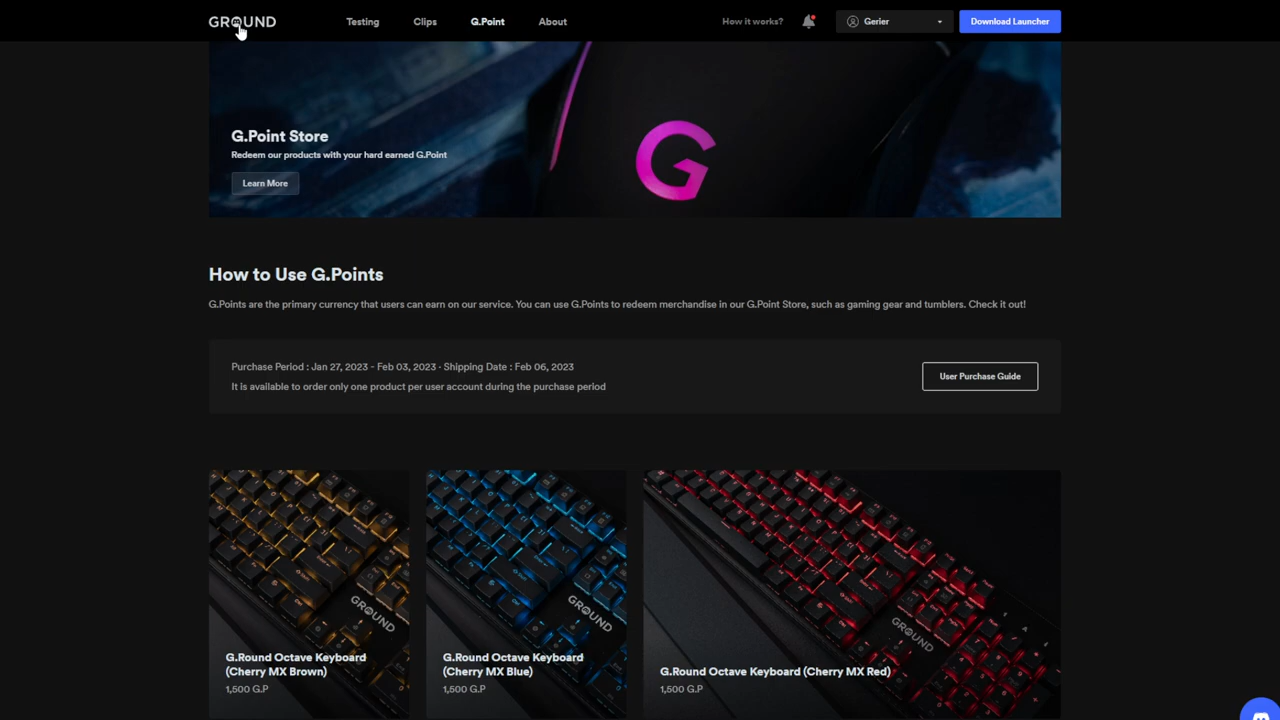 GROUND
Testing
Clips
G.Point
About
How it works?
Gerier
Download Launcher
G.Point Store
Redeem our products with your hard earned G.Point
Learn More
How to Use G.Points
G.Points are the primary currency that users can earn on our service. You can use G.Points to redeem merchandise in our G.Point Store, such as gaming gear and tumblers. Check it out!
Purchase Period : Jan 27, 2023 - Feb 03, 2023 · Shipping Date : Feb 06, 2023
It is available to order only one product per user account during the purchase period
User Purchase Guide
GROUND
G.Round Octave Keyboard
(Cherry MX Brown)
1,500 G.P
GROUND
G.Round Octave Keyboard
(Cherry MX Blue)
1,500 G.P
GROUND
G.Round Octave Keyboard (Cherry MX Red)
1,500 G.P